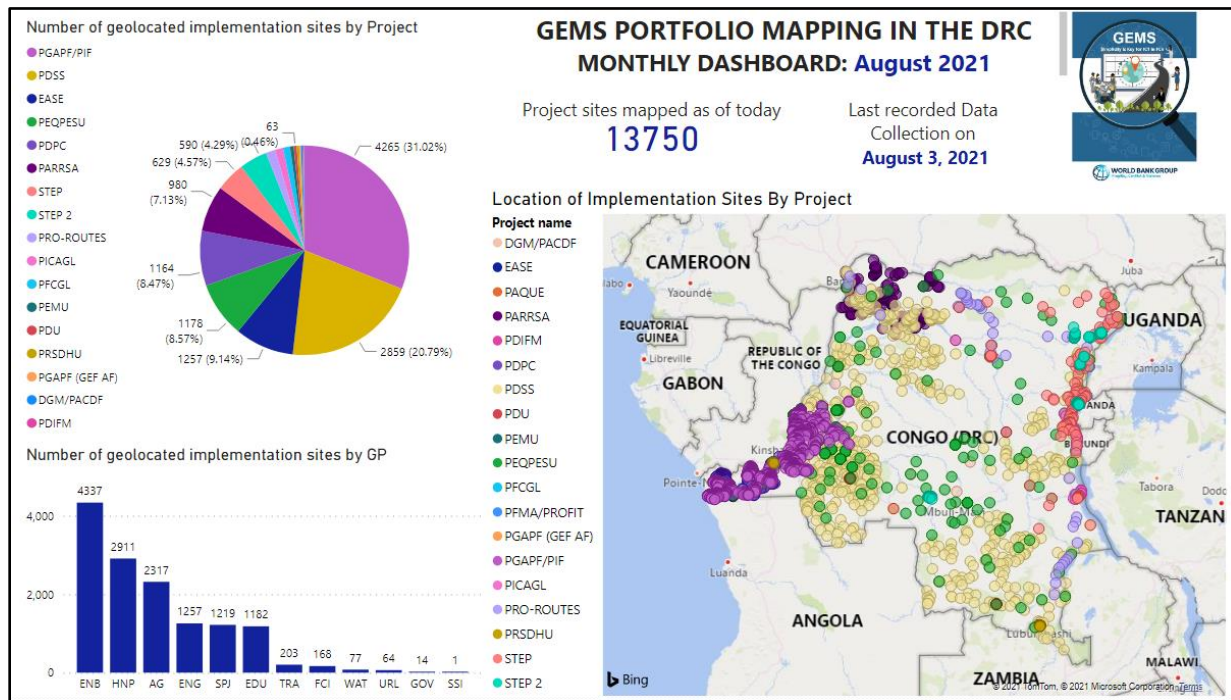 Number of geolocated implementation sites by Project
PGAPF/PIF
PDSS
EASE
PEQPESU
PDPC
PARRSA
STEP
STEP 2
PRO-ROUTES
PICAGL
PFCGL
PEMU
PDU
PRSDHU
PGAPF (GEF AF)
DGM/PACDF
PDIFM
63
(0.46%)
590 (4.29%)
629 (4.57%)
980
(7.13%)
1164
(8.47%)
1178
(8.57%)
1257 (9.14%)
2859 (20.79%)
4265 (31.02%)
GEMS PORTFOLIO MAPPING IN THE DRC
MONTHLY DASHBOARD: August 2021
Project sites mapped as of today
13750
Last recorded Data
Collection on
August 3, 2021
GEMS
WORLD BANK GROUP
Number of geolocated implementation sites by GP
4,000
2,000
0
4337
2911
2317
1257
1219
1182
203
168
77
64
14
1
ENB
HNP
AG
ENG
SPJ
EDU
TRA
FCI
WAT
URL
GOV
SSI
Location of Implementation Sites By Project
Project name
DGM/PACDF
EASE
PAQUE
PARRSA
PDIFM
PDPC
PDSS
PDU
PEMU
PEQPESU
PFCGL
PFMA/PROFIT
PGAPF (GEF AF)
PGAPF/PIF
PICAGL
PRO-ROUTES
PRSDHU
STEP
STEP 2
CAMEROON
Yaoundé
EQUATORIAL
GUINEA
Libreville
GABON
REPUBLIC OF
THE CONGO
Juba
UGANDA
Kampala
CONGO (DRC)
Tabora
TANZAN
Luanda
ANGOLA
ZAMBIA
MALAWI
Bing
© 2021 TomTom, © 2021 Microsoft Corporation Terms